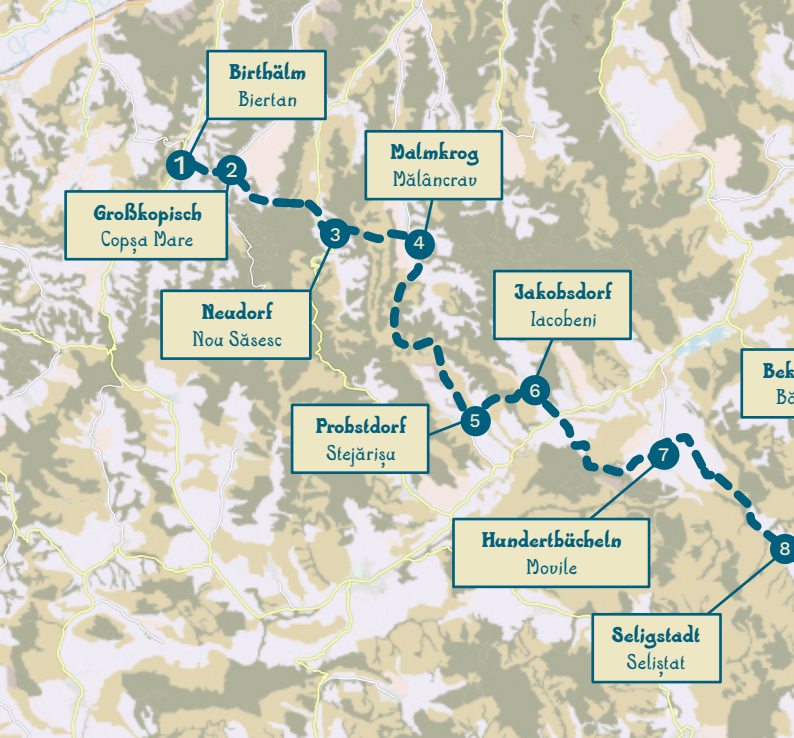 Birthälm
Biertan
1
2
Großkopisch
Copșa Mare
3
Neudorf
Nou Săsesc
Malmkrog
Mălâncrav
4
Jakobsdorf
Iacobeni
6
Probstdorf
Stejărișu
5
7
Hundertbücheln
Movile
8
Seligstadt
Seliștat